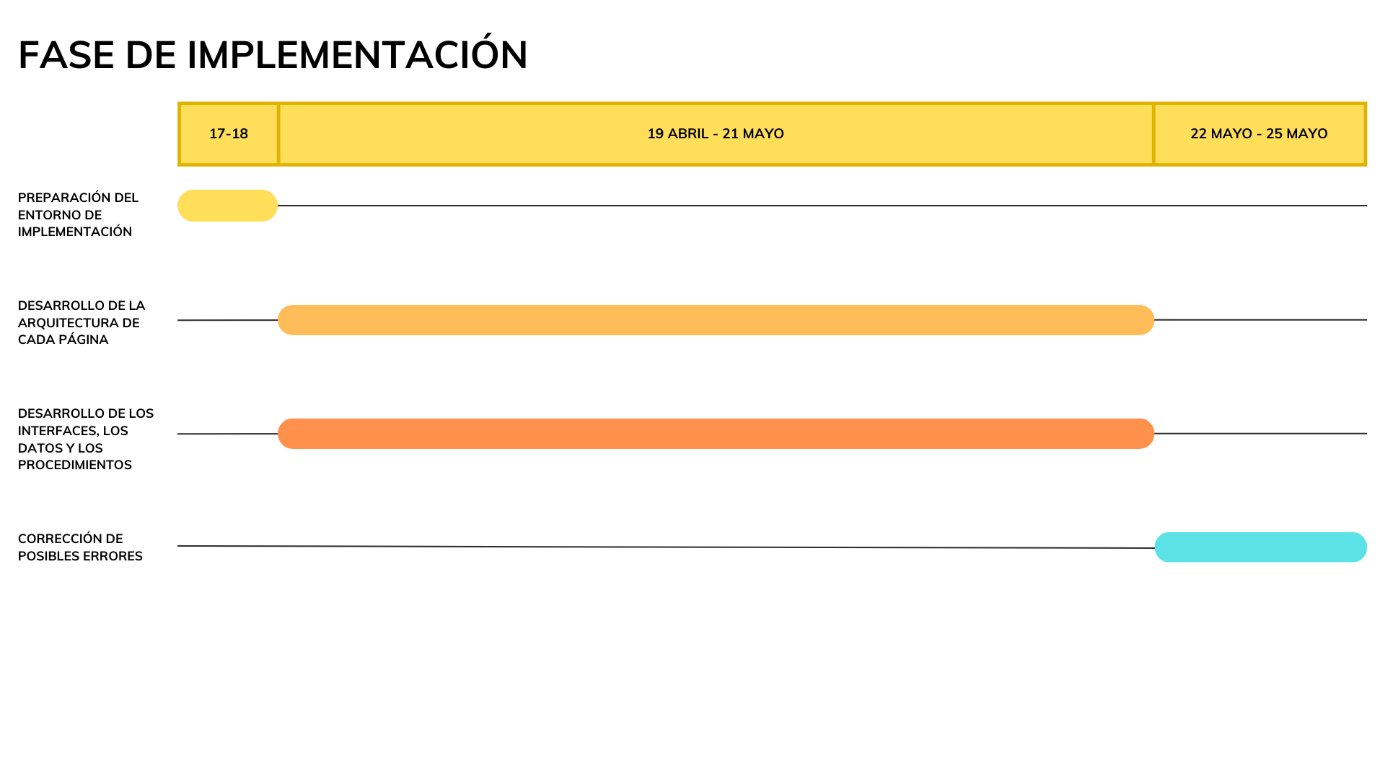 FASE DE IMPLEMENTACIÓN
17-18
19 ABRIL - 21 MAYO
22 MAYO - 25 MAYO
PREPARACIÓN DEL
ENTORNO DE
IMPLEMENTACIÓN
DESARROLLO DE LA
ARQUITECTURA DE
CADA PÁGINA
DESARROLLO DE LOS
INTERFACES, LOS
DATOS Y LOS
PROCEDIMIENTOS
CORRECCIÓN DE
POSIBLES ERRORES